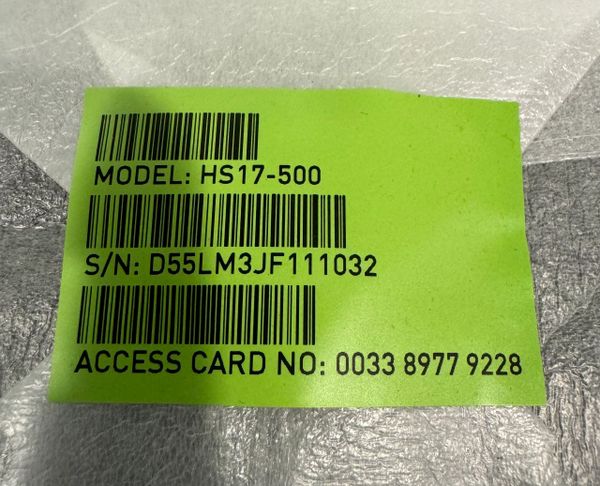 MODEL: HS17-500
S/N: D55LM3JF111032
ACCESS CARD NO: 0033 8977 9228